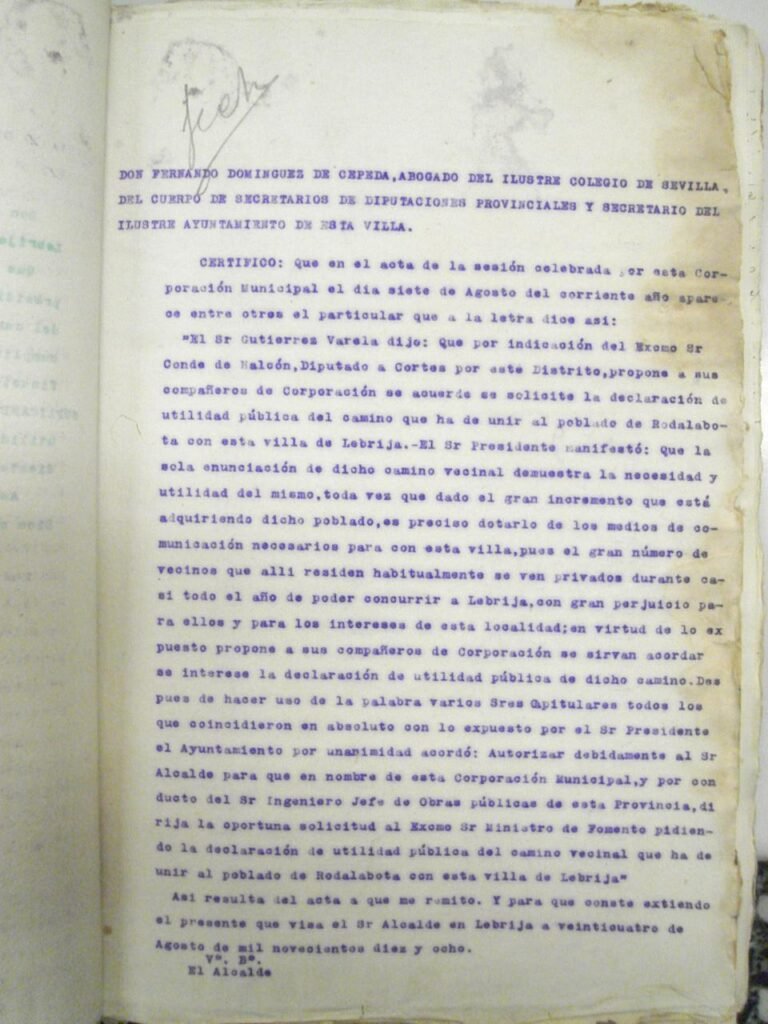 DON FERNANDO DOMINGUEZ DE CEPEDA,ABOGADO DEL ILUSTRE COLEGIO DE SEVILLA,
DEL CUERPO DE SECRETARIOS DE DIPUTACIONES PROVINCIALES Y SECRETARIO DEL
ILUSTRE AYUNTAMIENTO DE ESTA VILLA.
CERTIFICO: Que en el acta de la sesión celebrada por esta Cor-
poración Municipal el dia siete de Agosto del corriente año apare-
ce entre otros el particular que a la letra dice asi:
"El Sr Gutierrez Varela dijo: Que por indicación del Excmo Sr
Conde de Halcón,Diputado a Cortes por este Distrito,propone a sus
compañeros de Corporación se acuerde se solicite la declaración de
utilidad pública del camino que ha de unir al poblado de Rodalabo-
ta con esta villa de Lebrija.-El Sr Presidente manifestó: Que la
sola enunciación de dicho camino vecinal demuestra la necesidad y
utilidad del mismo,toda vez que dado el gran incremento que está
adquiriendo dicho poblado,es preciso dotarlo de los medios de co-
municación necesarios para con esta villa,pues el gran número de
vecinos que alli residen habitualmente se ven privados durante ca-
si todo el año de poder concurrir a Lebrija,con gran perjuicio pa-
ra ellos y para los intereses de esta localidad;en virtud de lo ex
puesto propone a sus compañeros de Corporación se sirvan acordar
se interese la declaración de utilidad pública de dicho camino.Des
pues de hacer uso de la palabra varios Sres Capitulares todos los
que coincidieron en absoluto con lo expuesto por el Sr Presidente
el Ayuntamiento por unanimidad acordó: Autorizar debidamente al Sr
Alcalde para que en nombre de esta Corporación Municipal,y por con
ducto del Sr Ingeniero Jefe de Obras públicas de esta Provincia,di
rija la oportuna solicitud al Excmo Sr Ministro de Fomento pidien-
do la declaración de utilidad pública del camino vecinal que ha de
unir al poblado de Rodalabota con esta villa de Lebrija"
Asi resulta del acta a que me remito. Y para que conste extiendo
el presente que visa el Sr Alcalde en Lebrija a veinticuatro de
Agosto de mil novecientos diez y ocho.
Vº. Bº.
El Alcalde